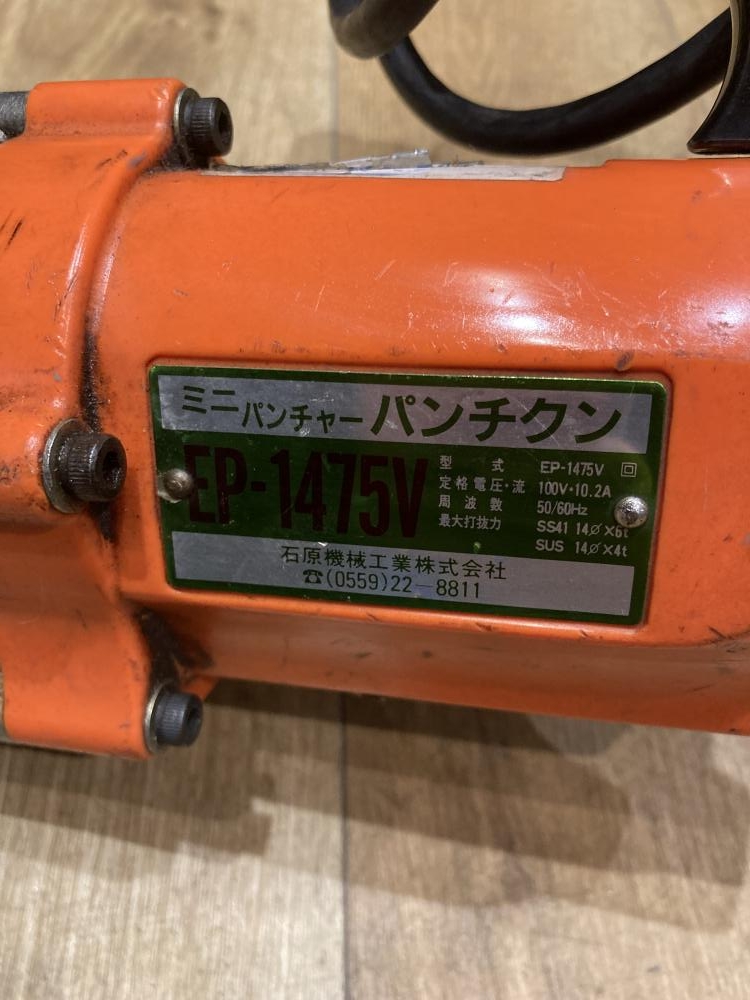 ミニパンチャーパンチクン
EP-1475V
型式 EP-1475V
定格電圧・流 100V・10.2A
周波数 50/60Hz
最大打抜力 SS41 14∅×6t
SUS 14∅×4t
石原機械工業株式会社
☎(0559)22-8811